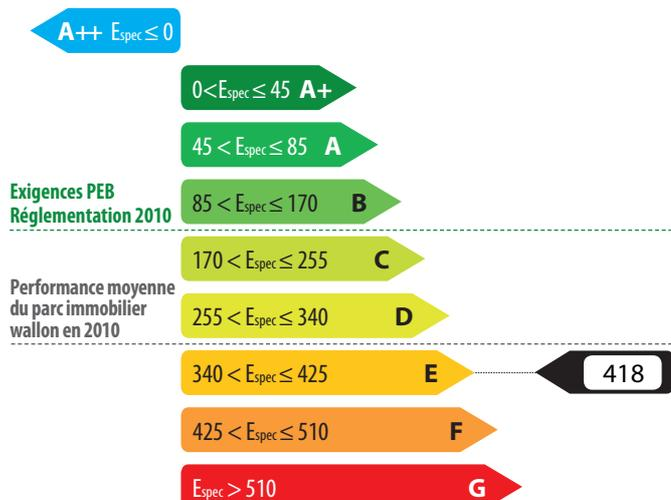 A++ Espec ≤ 0
0<Espec ≤ 45 A+
45 < Espec ≤ 85 A
Exigences PEB
Réglementation 2010
85 < Espec ≤ 170 B
170 < Espec ≤ 255 C
Performance moyenne
du parc immobilier
wallon en 2010
255 < Espec ≤ 340 D
340 < Espec ≤ 425 E
418
425 < Espec ≤ 510 F
Espec > 510 G